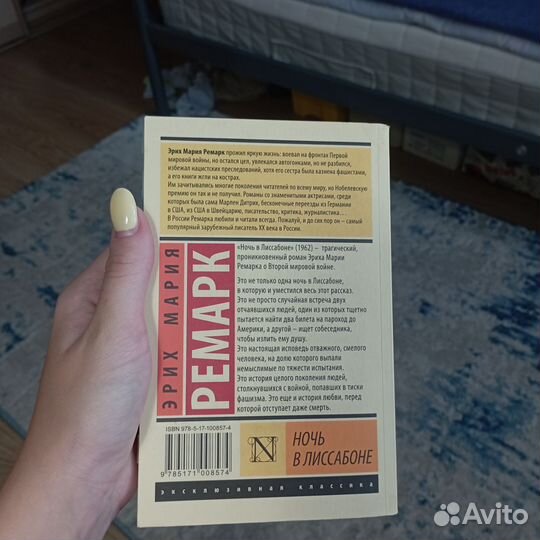 Эрих Мария Ремарк прожил яркую жизнь: воевал на фронтах Первой
мировой войны, но остался цел, увлекался автогонками, но не разбился,
избежал нацистских преследований, хотя его сестра была казнена фашистами,
а его книги жгли на кострах.
Им зачитывались многие поколения читателей по всему миру, но Нобелевскую
премию он так и не получил. Романы со знаменитыми актрисами, среди
которых была сама Марлен Дитрих, бесконечные переезды из Германии
в США, из США в Швейцарию, писательство, критика, журналистика...
В России Ремарка любили и читали всегда. Пожалуй, и до сих пор он – самый
популярный зарубежный писатель XX века в России.
ЭРИХ МАРИЯ
РЕМАРК
«Ночь в Лиссабоне» (1962) – трагический,
проникновенный роман Эриха Марии
Ремарка о Второй мировой войне.
Это не только одна ночь в Лиссабоне,
в которую и уместился весь этот рассказ.
Это не просто случайная встреча двух
отчаявшихся людей, один из которых тщетно
пытается найти два билета на пароход до
Америки, а другой – ищет собеседника,
чтобы излить ему душу.
Это настоящая исповедь отважного, смелого
человека, на долю которого выпали
немыслимые по тяжести испытания.
Это история целого поколения людей,
столкнувшихся с войной, попавших в тиски
фашизма. Это еще и история любви, перед
которой отступает даже смерть.
ISBN 978-5-17-100857-4
9 785171 008574
N
НОЧЬ
В ЛИССАБОНЕ
эксклюзивная классика
Avito